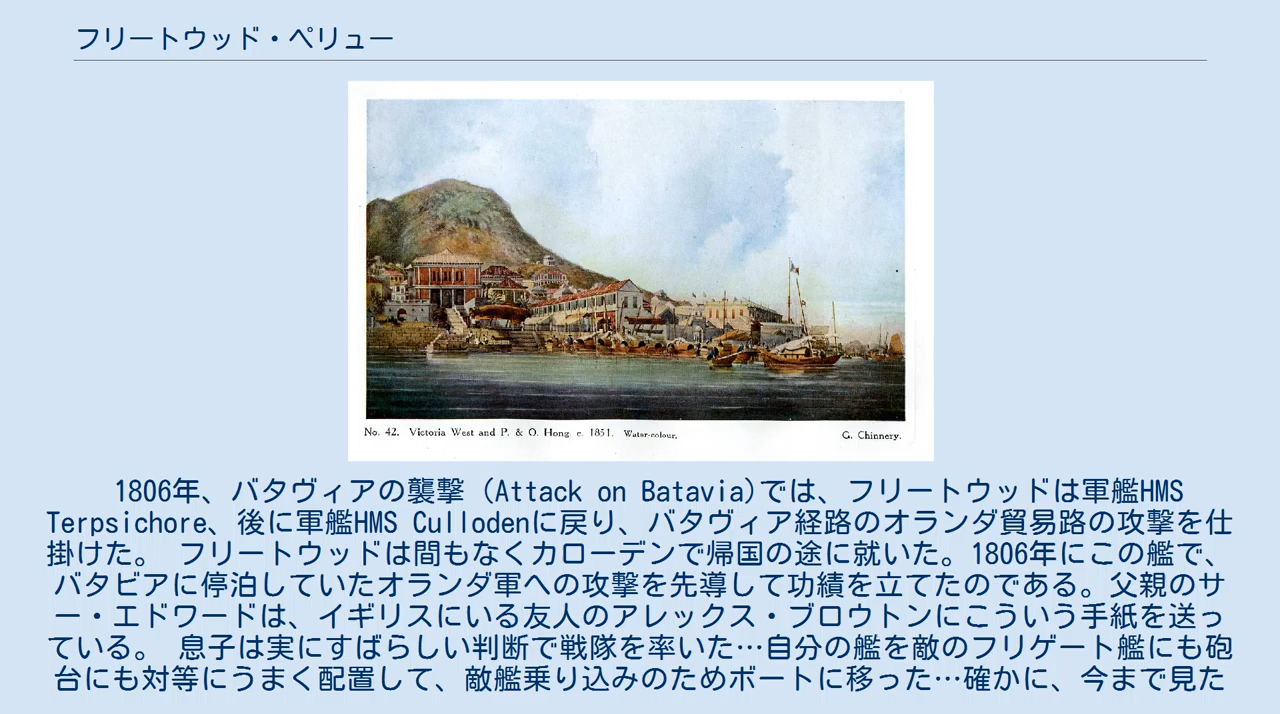 フリートウッド・ペリュー
No. 42. Victoria West and P. & O. Hong. c. 1851. Water-colour.
G. Chinnery.
1806年、バタヴィアの襲撃 (Attack on Batavia)では、フリートウッドは軍艦HMS
Terpsichore、後に軍艦HMS Cullodenに戻り、バタヴィア経路のオランダ貿易路の攻撃を仕
掛けた。 フリートウッドは間もなくカローデンで帰国の途に就いた。1806年にこの艦で、
バタビアに停泊していたオランダ軍への攻撃を先導して功績を立てたのである。父親のサ
ー・エドワードは、イギリスにいる友人のアレックス・ブロウトンにこういう手紙を送っ
ている。 息子は実にすばらしい判断で戦隊を率いた…自分の艦を敵のフリゲート艦にも砲
台にも対等にうまく配置して、敵艦乗り込みのためボートに移った…確かに、今まで見た